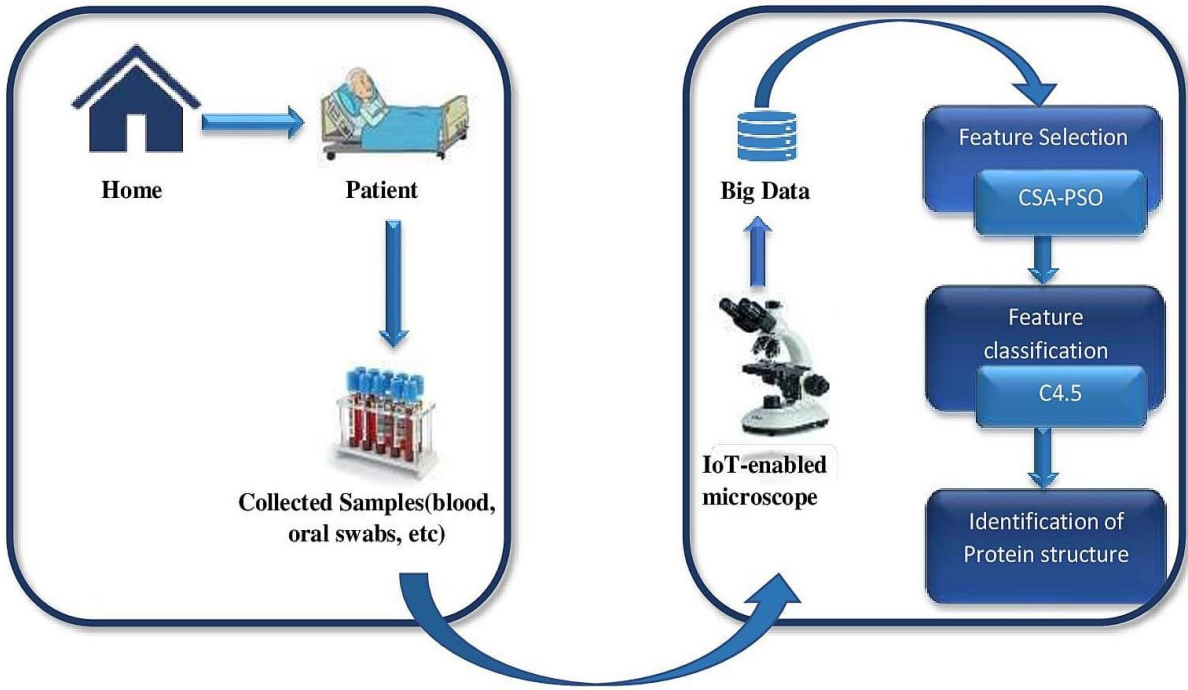 Home
Patient
Collected Samples(blood,
oral swabs, etc)
Big Data
IoT-enabled
microscope
Feature Selection
CSA-PSO
Feature
classification
C4.5
Identification of
Protein structure